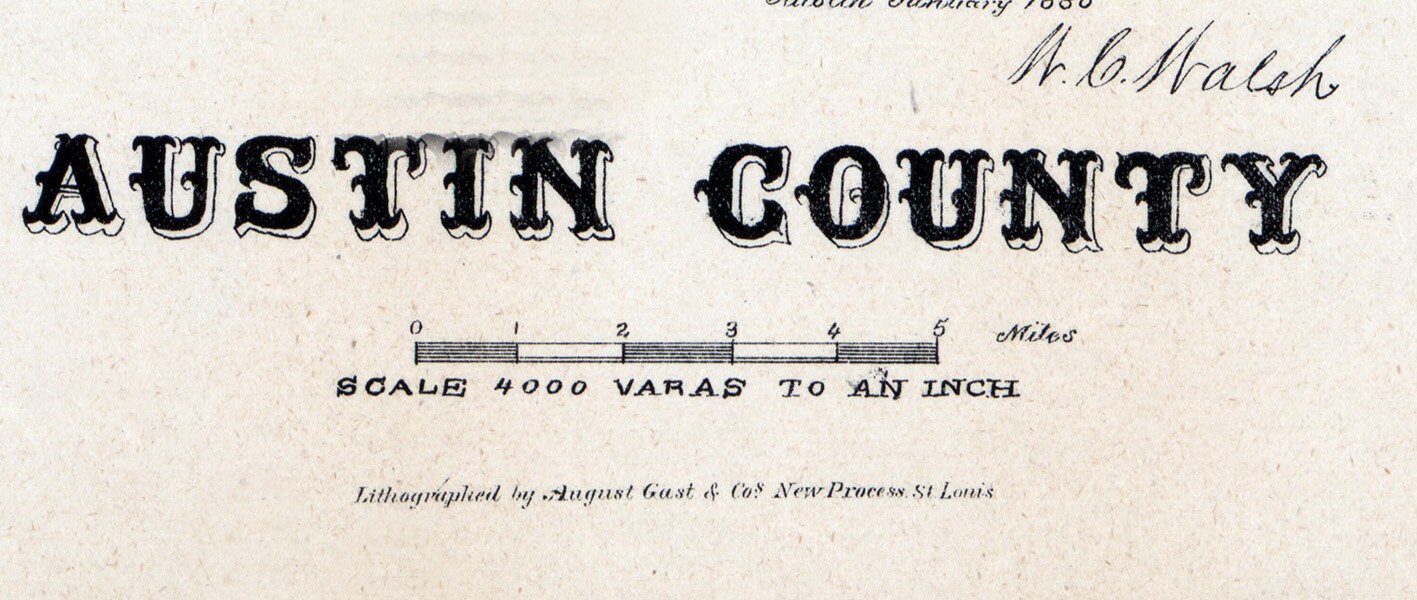 Austin January 1880
W. C. Walsh
AUSTIN COUNTY
0 1 2 3 4 5 Miles
SCALE 4000 VARAS TO AN INCH
Lithographed by August Gast & Co's New Process. St. Louis